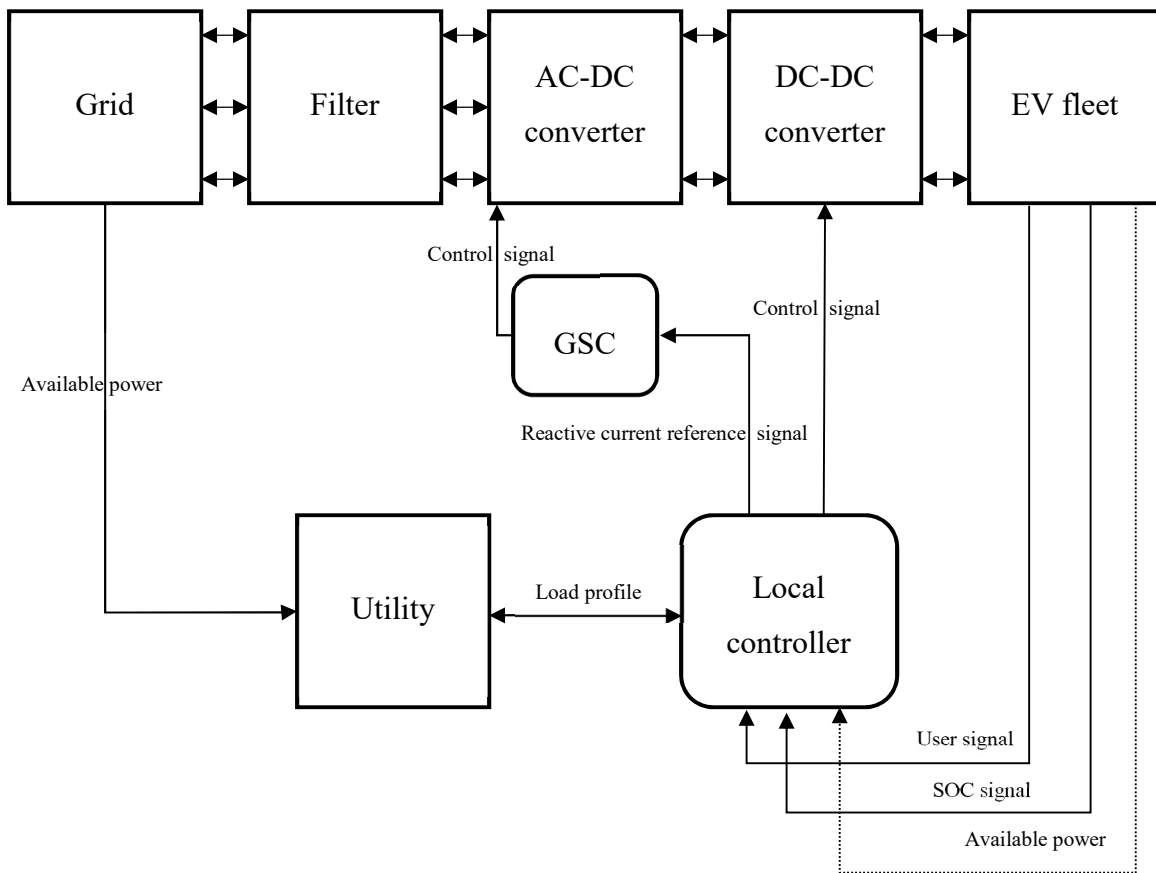 Grid
Filter
AC-DC
converter
DC-DC
converter
EV fleet
Control signal
GSC
Control signal
Available power
Reactive current reference signal
Utility
Load profile
Local
controller
User signal
SOC signal
Available power